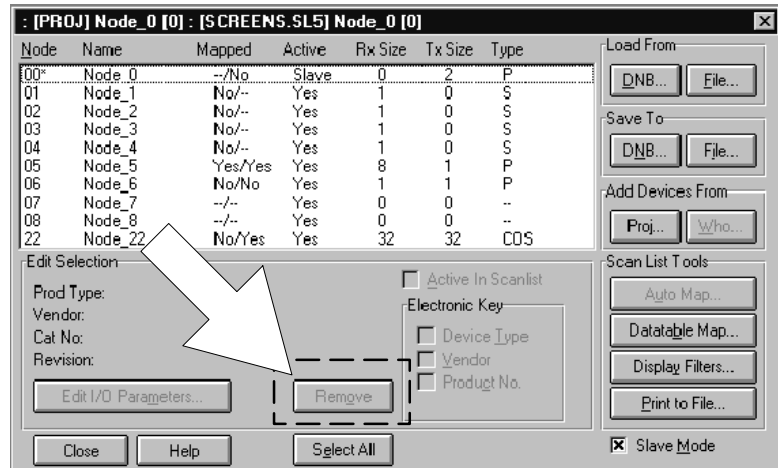 : [PROJ] Node_0 [0] : [SCREENS.SL5] Node_0 [0]
Node Name Mapped Active Rx Size Tx Size Type
00* Node_0 --/No Slave 0 2 P
01 Node_1 No/-- Yes 1 0 S
02 Node_2 No/-- Yes 1 0 S
03 Node_3 No/-- Yes 1 0 S
04 Node_4 No/-- Yes 1 0 S
05 Node_5 Yes/Yes Yes 8 1 P
06 Node_6 No/No Yes 1 1 P
07 Node_7 --/-- Yes 0 0 --
08 Node_8 --/-- Yes 0 0 --
22 Node_22 No/Yes Yes 32 32 COS
Load From
DNB... File...
Save To
DNB... File...
Add Devices From
Proj... Who...
Edit Selection
Prod Type:
Vendor:
Cat No:
Revision:
Edit I/O Parameters...
Remove
Active In Scanlist
Electronic Key
Device Type
Vendor
Product No.
Scan List Tools
Auto Map...
Datatable Map...
Display Filters...
Print to File...
Close Help Select All Slave Mode